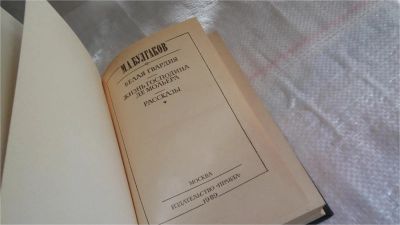 М.А.БУЛГАКОВ
БЕЛАЯ ГВАРДИЯ
ЖИЗНЬ ГОСПОДИНА
ДЕ МОЛЬЕРА
РАССКАЗЫ
МОСКВА
ИЗДАТЕЛЬСТВО «ПРАВДА»
1989